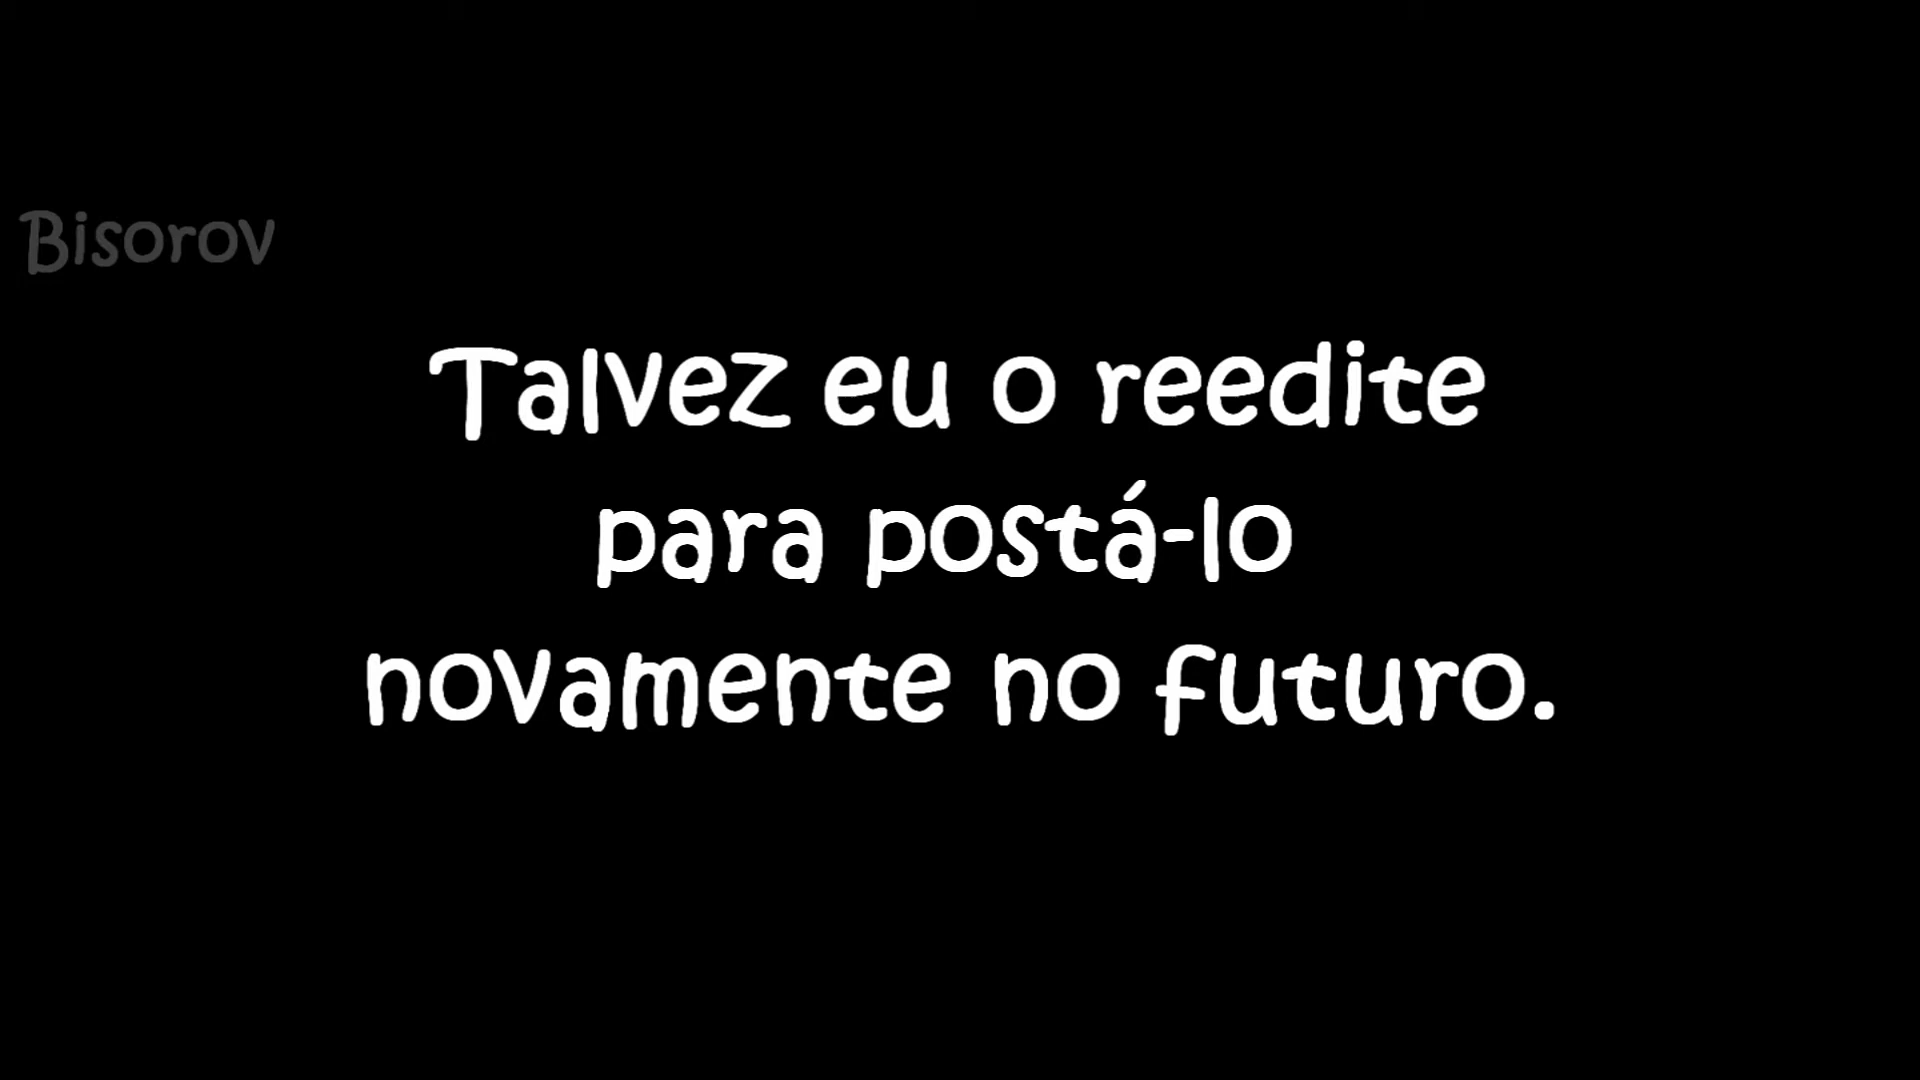 Bisorov
Talvez eu o reedite
para postá-lo
novamente no futuro.